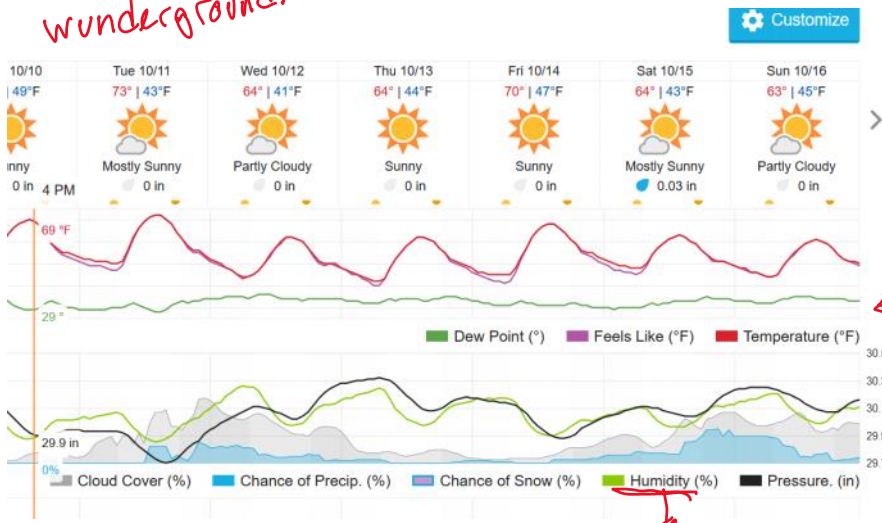 wunderground.
Customize
10/10 Tue 10/11 Wed 10/12 Thu 10/13 Fri 10/14 Sat 10/15 Sun 10/16
| 49°F 73° | 43°F 64° | 41°F 64° | 44°F 70° | 47°F 64° | 43°F 63° | 45°F
Mostly Sunny Partly Cloudy Sunny Sunny Mostly Sunny Partly Cloudy
0 in 0 in 0 in 0 in 0 in 0.03 in 0 in
4 PM
69 °F
29 °
Dew Point (°) Feels Like (°F) Temperature (°F)
29.9 in
0%
Cloud Cover (%) Chance of Precip. (%) Chance of Snow (%) Humidity (%) Pressure. (in)